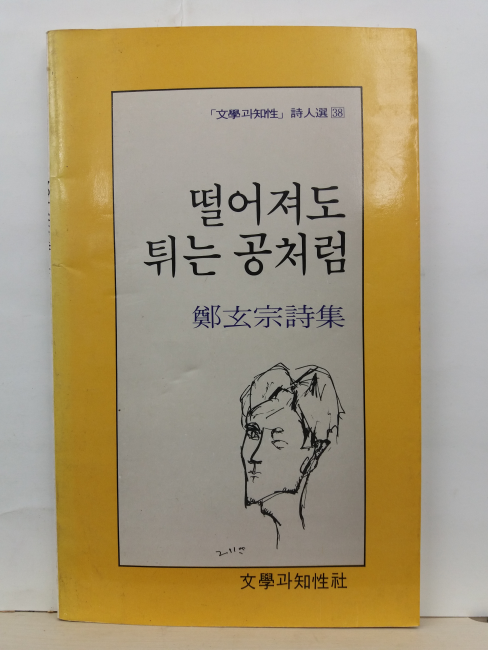 「文學과知性」詩人選 38
떨어져도
튀는 공처럼
鄭玄宗詩集
文學과知性社